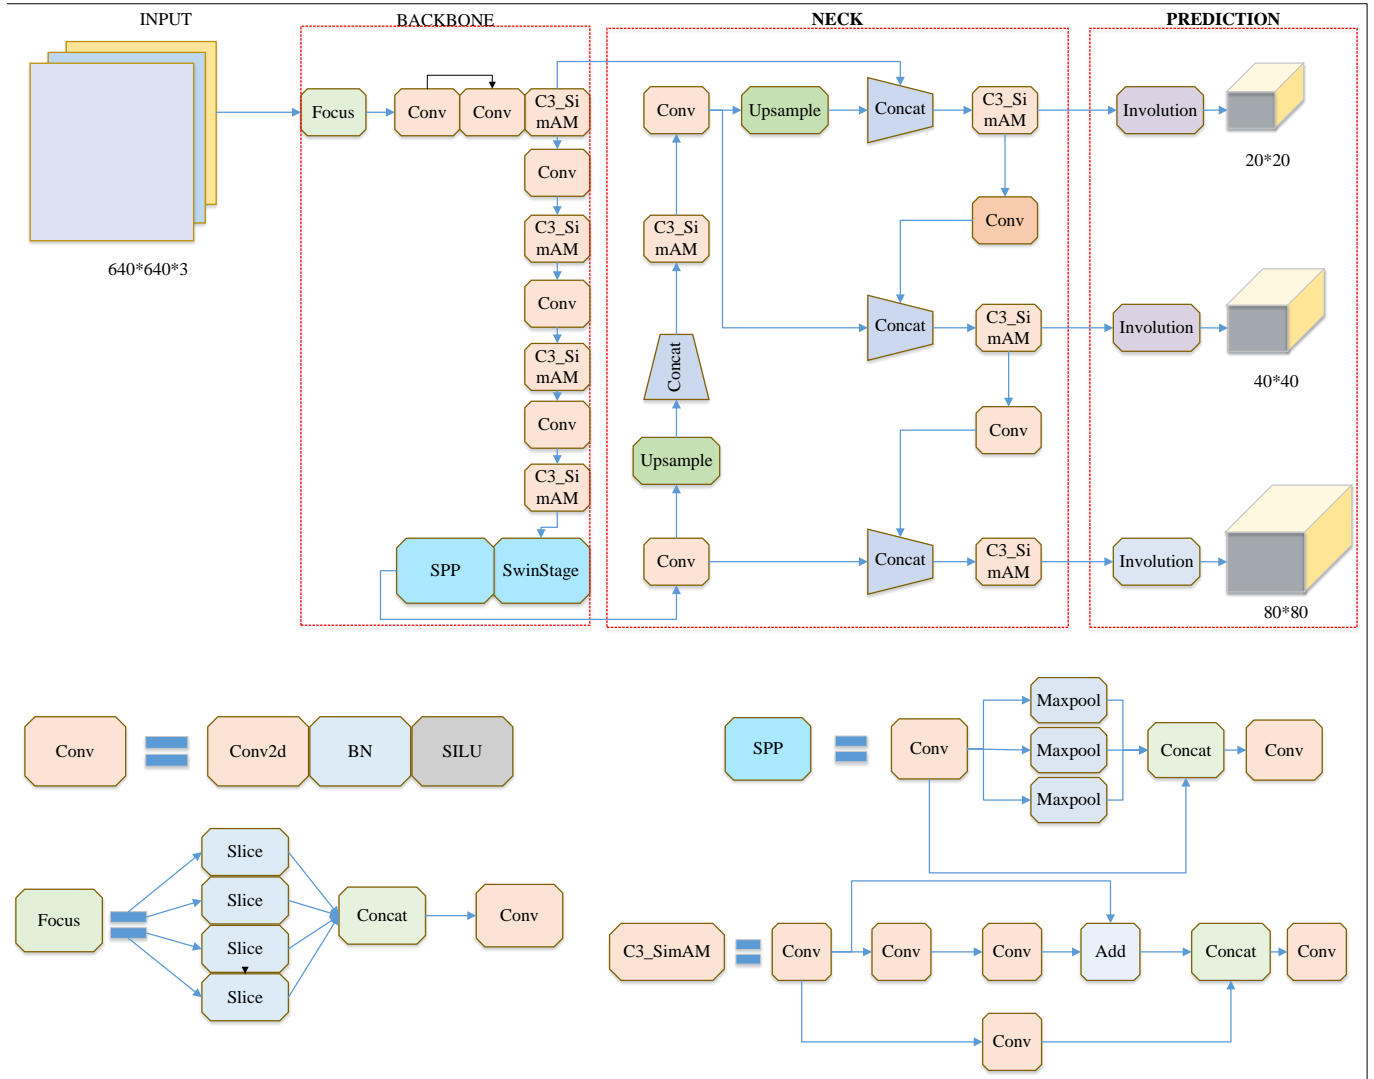 INPUT
BACKBONE
NECK
PREDICTION
Focus
Conv
Conv
C3_Si
mAM
Conv
Upsample
Concat
C3_Si
mAM
Involution
20*20
Conv
C3_Si
mAM
C3_Si
mAM
Conv
640*640*3
Conv
Concat
C3_Si
mAM
Involution
40*40
C3_Si
mAM
Concat
Conv
Conv
Upsample
C3_Si
mAM
SPP
SwinStage
Conv
Concat
C3_Si
mAM
Involution
80*80
Conv
Conv2d
BN
SILU
SPP
Conv
Maxpool
Maxpool
Maxpool
Concat
Conv
Focus
Slice
Slice
Slice
Slice
Concat
Conv
C3_SimAM
Conv
Conv
Conv
Add
Concat
Conv
Conv